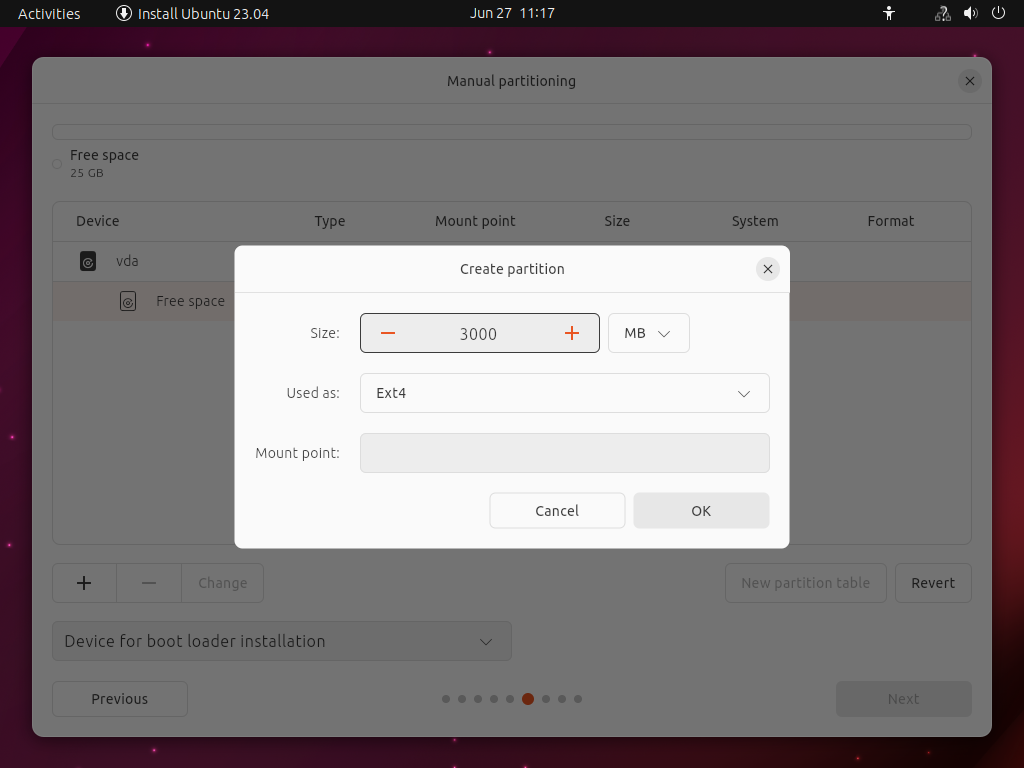 Activities Install Ubuntu 23.04 Jun 27 11:17
Manual partitioning
Free space
25 GB
Device Type Mount point Size System Format
vda
Free space
Create partition
Size: 3000 MB
Used as: Ext4
Mount point:
Cancel OK
Change New partition table Revert
Device for boot loader installation
Previous Next